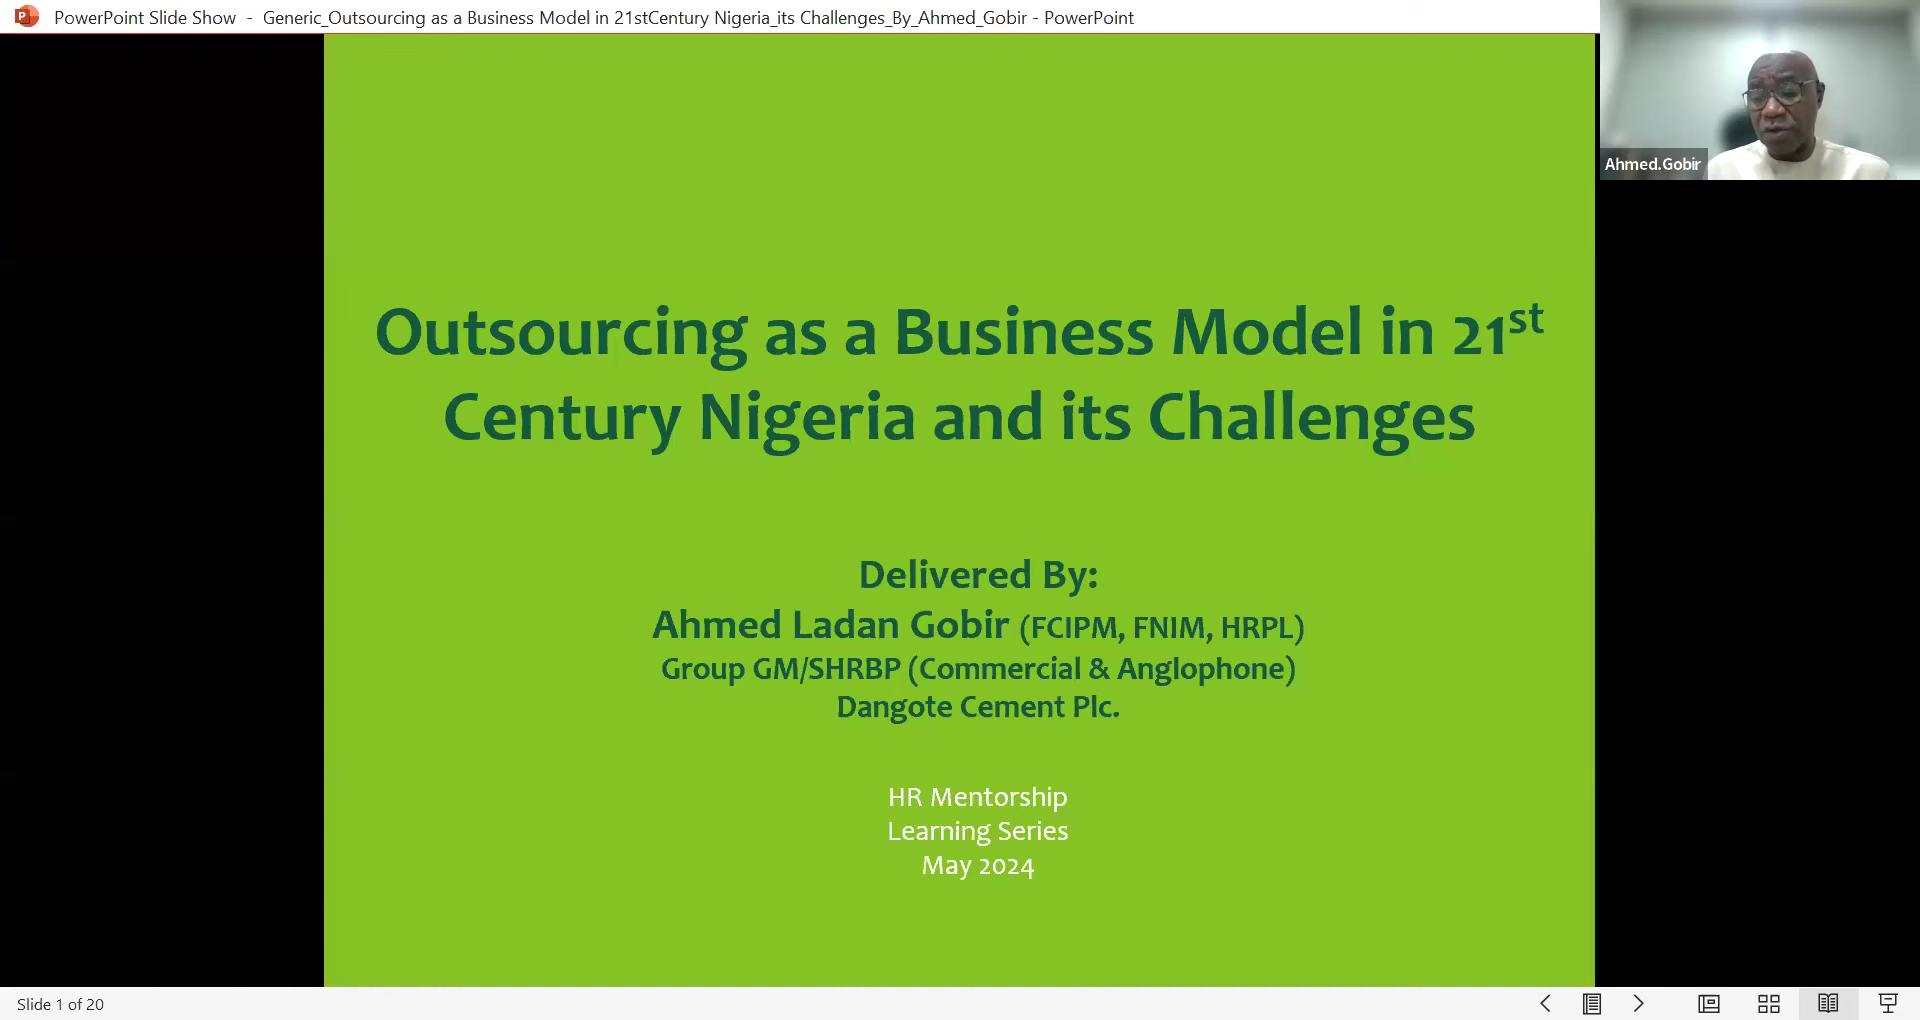 PowerPoint Slide Show - Generic_Outsourcing as a Business Model in 21stCentury Nigeria_its Challenges_By_Ahmed_Gobir - PowerPoint
Ahmed.Gobir
Outsourcing as a Business Model in 21st
Century Nigeria and its Challenges
Delivered By:
Ahmed Ladan Gobir (FCIPM, FNIM, HRPL)
Group GM/SHRBP (Commercial & Anglophone)
Dangote Cement Plc.
HR Mentorship
Learning Series
May 2024
Slide 1 of 20